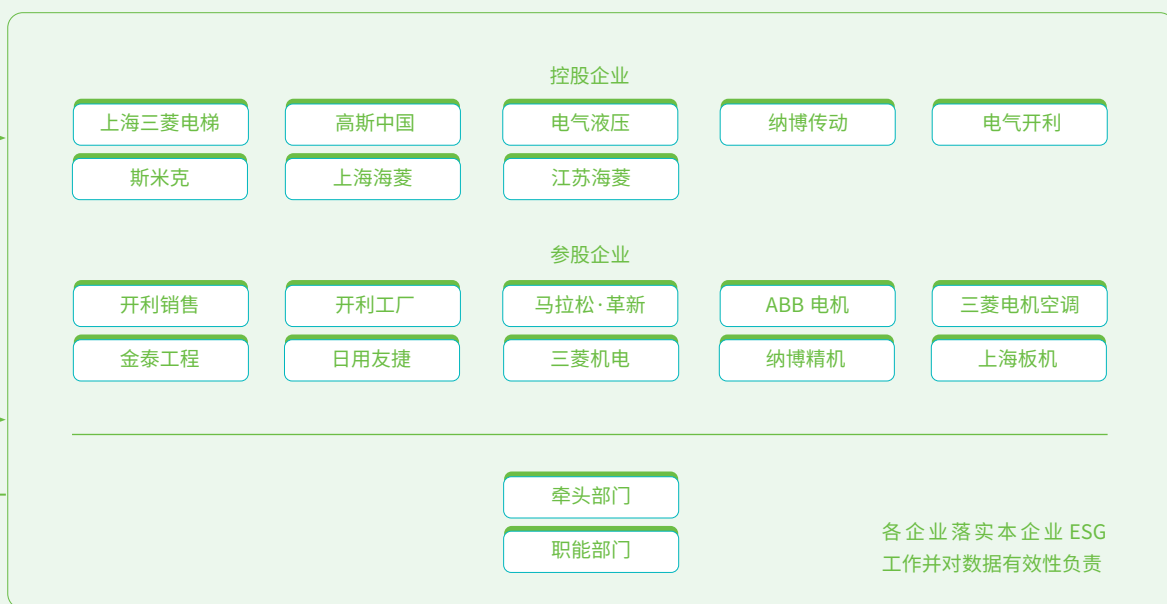 控股企业
上海三菱电梯
高斯中国
电气液压
纳博传动
电气开利
斯米克
上海海菱
江苏海菱
参股企业
开利销售
开利工厂
马拉松·革新
ABB 电机
三菱电机空调
金泰工程
日用友捷
三菱机电
纳博精机
上海板机
牵头部门
职能部门
各企业落实本企业 ESG
工作并对数据有效性负责